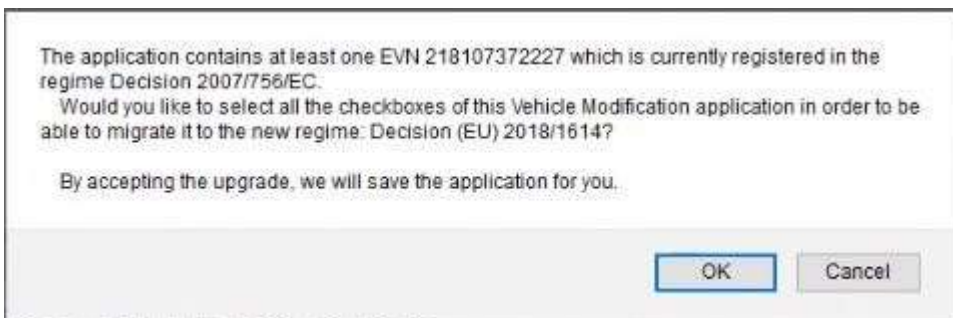 The application contains at least one EVN 218107372227 which is currently registered in the
regime Decision 2007/756/EC.
Would you like to select all the checkboxes of this Vehicle Modification application in order to be
able to migrate it to the new regime: Decision (EU) 2018/1614?
By accepting the upgrade, we will save the application for you.
OK Cancel